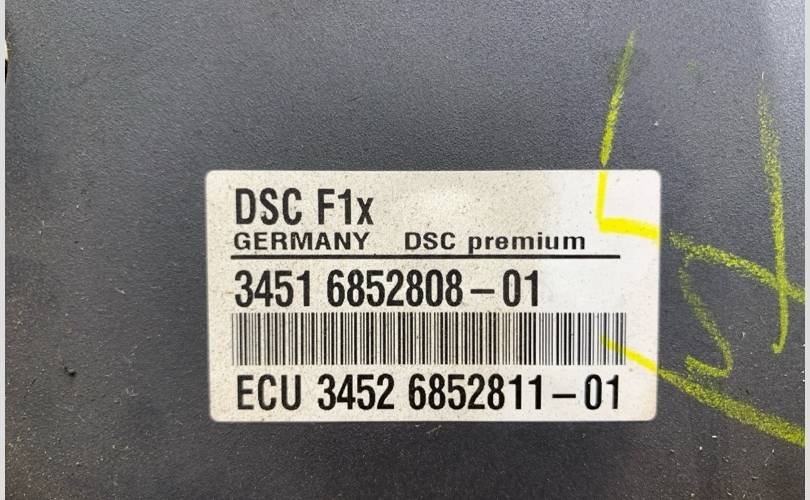 DSC F1x
GERMANY DSC premium
3451 6852808-01
ECU 3452 6852811-01